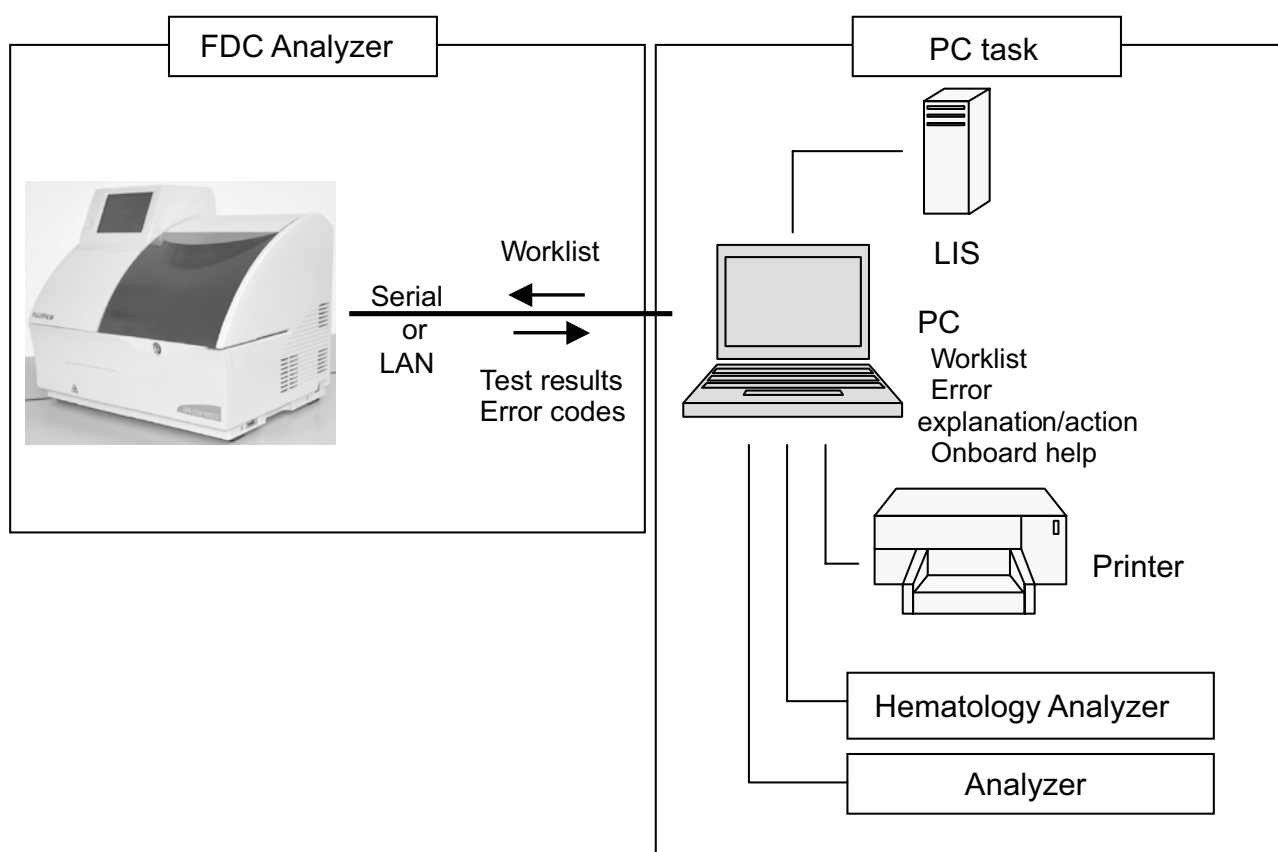 FDC Analyzer
PC task
Worklist
Serial
or
LAN
Test results
Error codes
LIS
PC
Worklist
Error
explanation/action
Onboard help
Printer
Hematology Analyzer
Analyzer
FUJIFILM